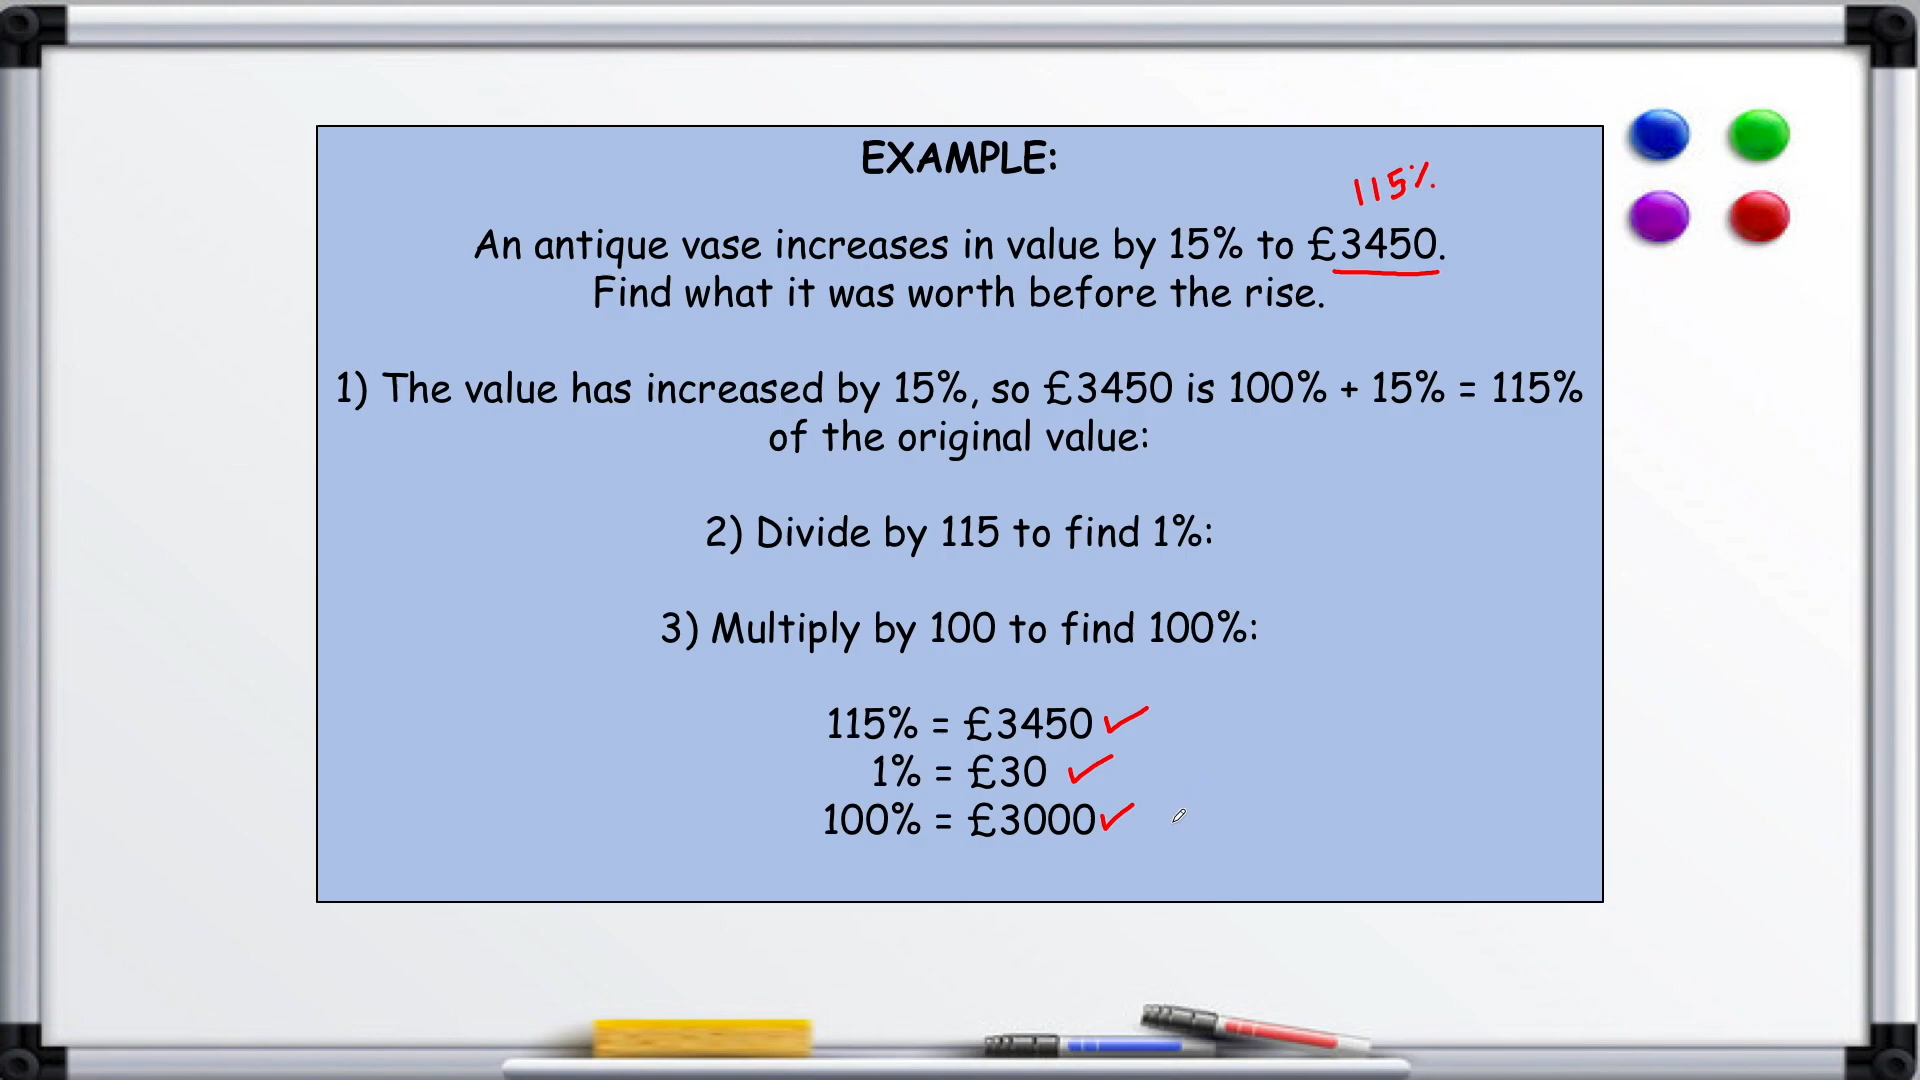 EXAMPLE:
115%
An antique vase increases in value by 15% to £3450.
Find what it was worth before the rise.
1) The value has increased by 15%, so £3450 is 100% + 15% = 115%
of the original value:
2) Divide by 115 to find 1%:
3) Multiply by 100 to find 100%:
115% = £3450
1% = £30
100% = £3000